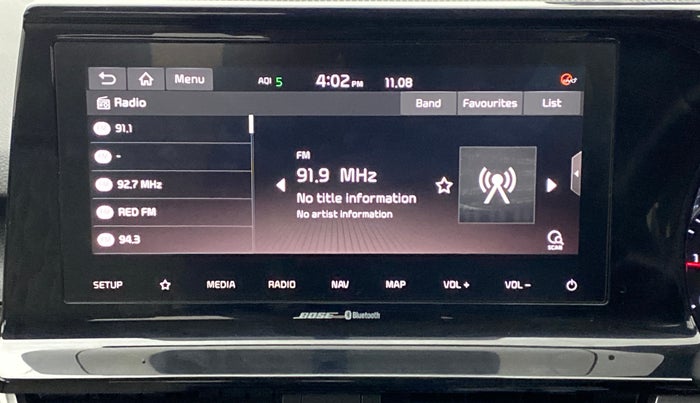 Menu AQI 5 4:02 PM 11.08
Radio Band Favourites List
91.1
-
92.7 MHz
RED FM
94.3
FM
91.9 MHz
No title information
No artist information
SCAN
SETUP MEDIA RADIO NAV MAP VOL + VOL -
BOSE Bluetooth